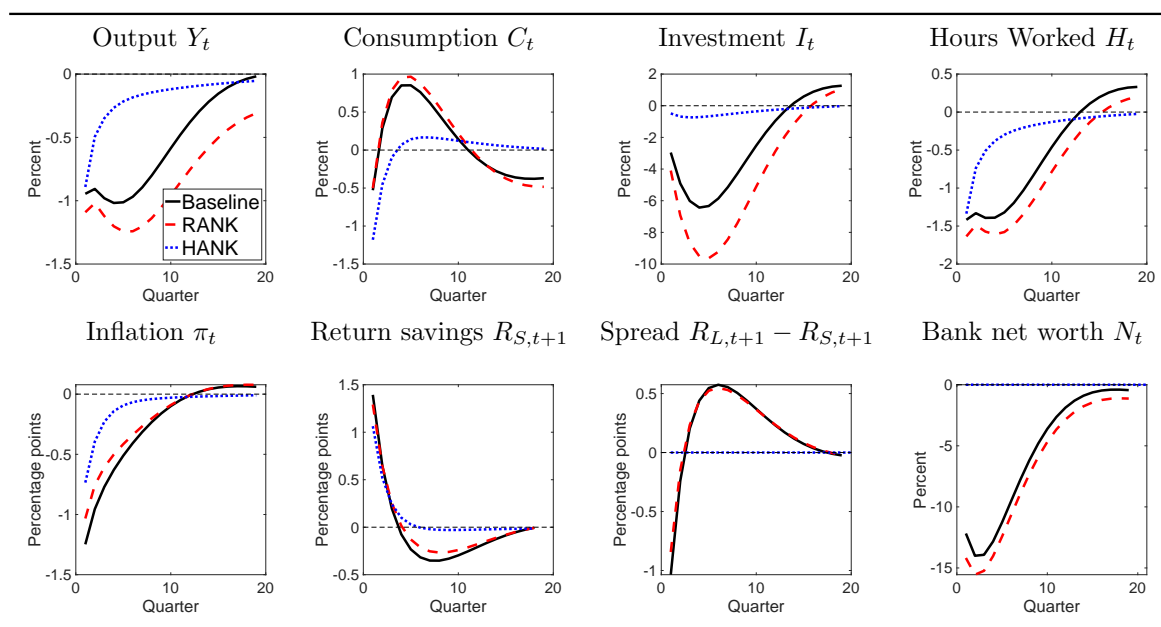 Output Y_t Consumption C_t Investment I_t Hours Worked H_t
0 1 2 0.5
0.5 0 0
-0.5 0 -2 -0.5
-4 -1
-1 -0.5 -6
-1 -8 -1.5
-1.5 -1.5 -10 -2
Percent Percent Percent Percent
Baseline
RANK
HANK
0 10 20 0 10 20 0 10 20 0 10 20
Quarter Quarter Quarter Quarter
Inflation π_t Return savings R_{S,t+1} Spread R_{L,t+1} − R_{S,t+1} Bank net worth N_t
0 1.5 0.5 0
1
-0.5 0.5 0 -5
-1 0 -0.5 -10
-1.5 -0.5 -1 -15
Percentage points Percentage points Percentage points Percent
0 10 20 0 10 20 0 10 20 0 10 20
Quarter Quarter Quarter Quarter